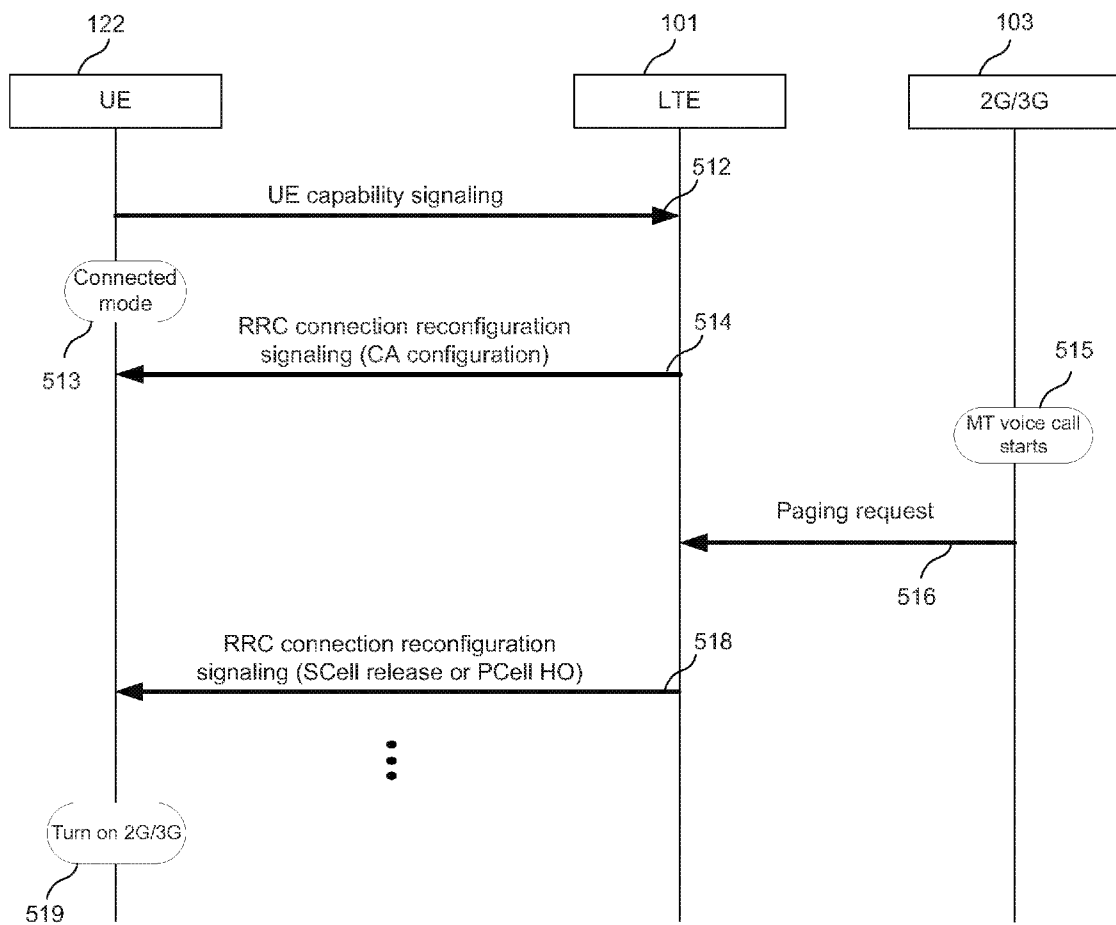 122
101
103
UE
LTE
2G/3G
512
UE capability signaling
Connected
mode
513
RRC connection reconfiguration
signaling (CA configuration)
514
515
MT voice call
starts
Paging request
516
RRC connection reconfiguration
signaling (SCell release or PCell HO)
518
Turn on 2G/3G
519